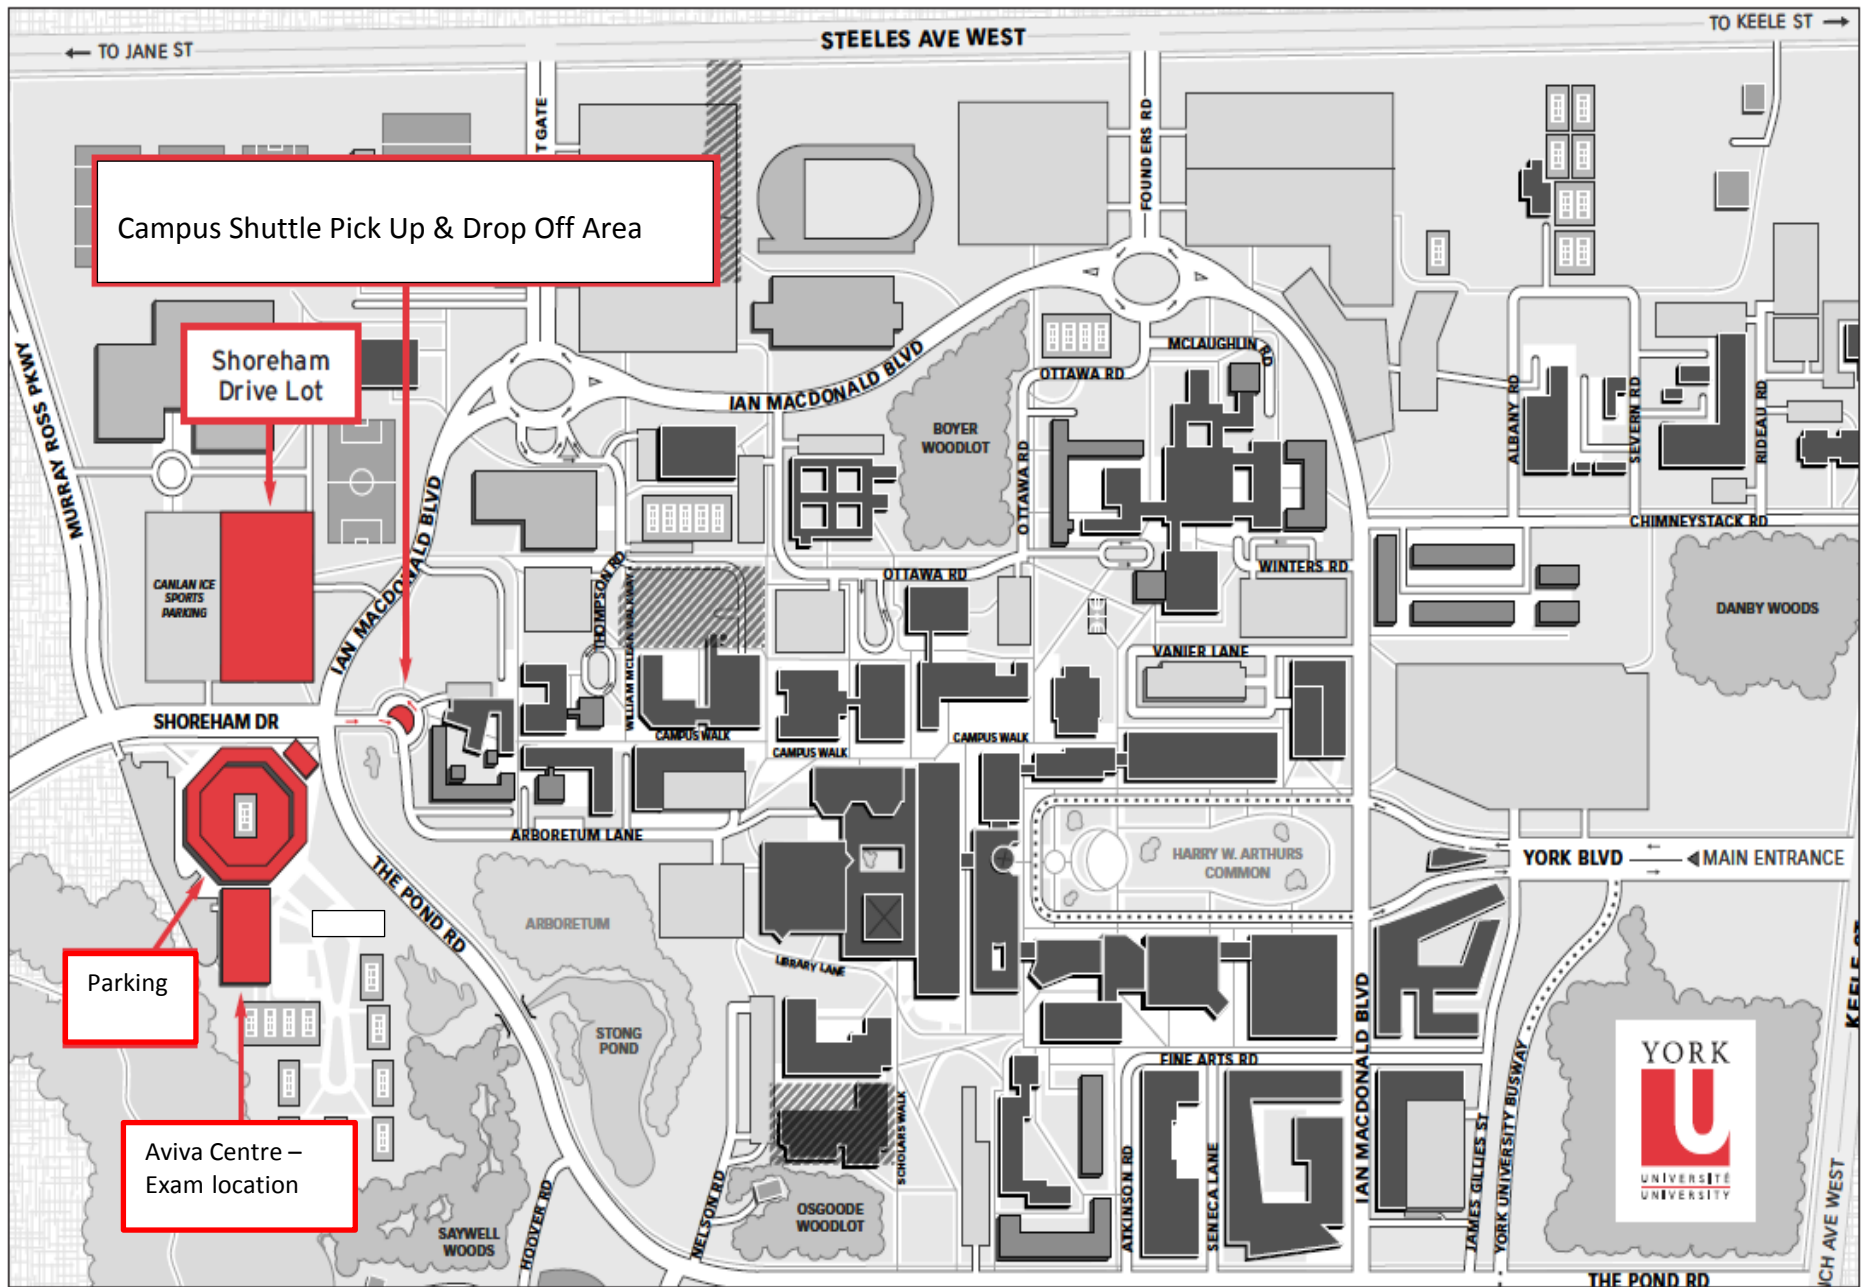 TO JANE ST
STEELES AVE WEST
TO KEELE ST
T GATE
FOUNDERS RD
Campus Shuttle Pick Up & Drop Off Area
Shoreham
Drive Lot
MURRAY ROSS PKWY
IAN MACDONALD BLVD
MCLAUGHLIN RD
OTTAWA RD
BOYER
WOODLOT
OTTAWA RD
ALBANY RD
SEVERN RD
RIDEAU RD
IAN MACDONALD BLVD
CHIMNEYSTACK RD
CANLAN ICE
SPORTS
PARKING
THOMPSON RD
WILLIAM MCLEAN WALKWAY
OTTAWA RD
WINTERS RD
DANBY WOODS
VANIER LANE
SHOREHAM DR
CAMPUS WALK
CAMPUS WALK
CAMPUS WALK
ARBORETUM LANE
HARRY W. ARTHURS
COMMON
YORK BLVD
MAIN ENTRANCE
THE POND RD
ARBORETUM
LIBRARY LANE
Parking
STONG
POND
IAN MACDONALD BLVD
KEELE ST
FINE ARTS RD
YORK
U
UNIVERSITÉ
UNIVERSITY
Aviva Centre –
Exam location
SCHOLARS WALK
NELSON RD
HOOVER RD
SAYWELL
WOODS
OSGOODE
WOODLOT
ATKINSON RD
SENECA LANE
JAMES GILLIES ST
YORK UNIVERSITY BUSWAY
ICH AVE WEST
THE POND RD